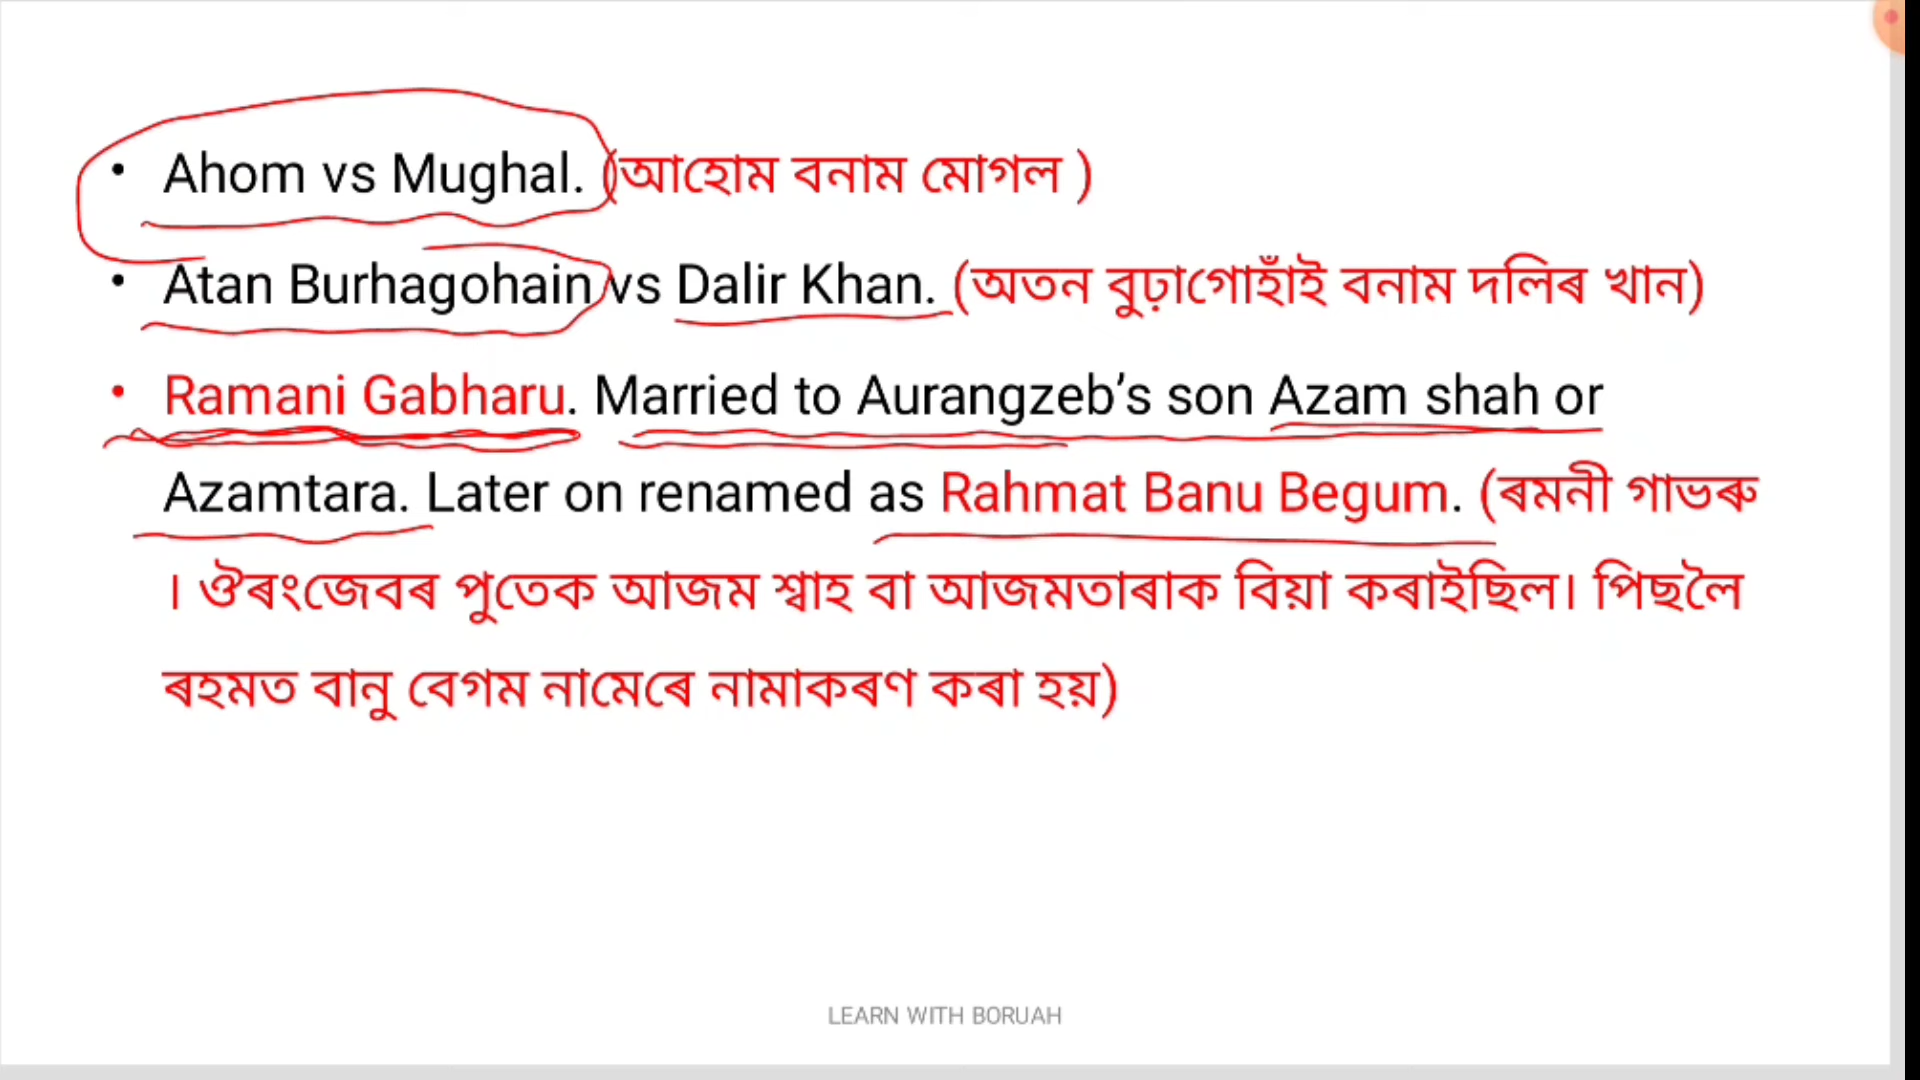 • Ahom vs Mughal. (আহোম বনাম মোগল )
• Atan Burhagohain vs Dalir Khan. (অতন বুঢ়াগোহাঁই বনাম দলিৰ খান)
• Ramani Gabharu. Married to Aurangzeb’s son Azam shah or
Azamtara. Later on renamed as Rahmat Banu Begum. (ৰমনী গাভৰু
। ঔৰংজেবৰ পুতেক আজম শ্বাহ বা আজমতাৰাক বিয়া কৰাইছিল। পিছলৈ
ৰহমত বানু বেগম নামেৰে নামাকৰণ কৰা হয়)
LEARN WITH BORUAH